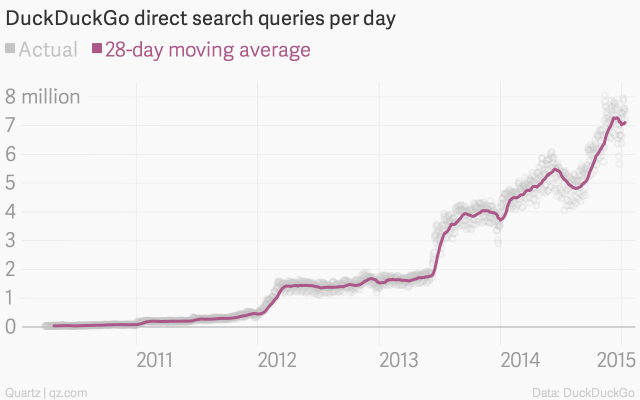 DuckDuckGo direct search queries per day
Actual 28-day moving average
8 million
7
6
5
4
3
2
1
0
2011 2012 2013 2014 2015
Quartz | qz.com Data: DuckDuckGo